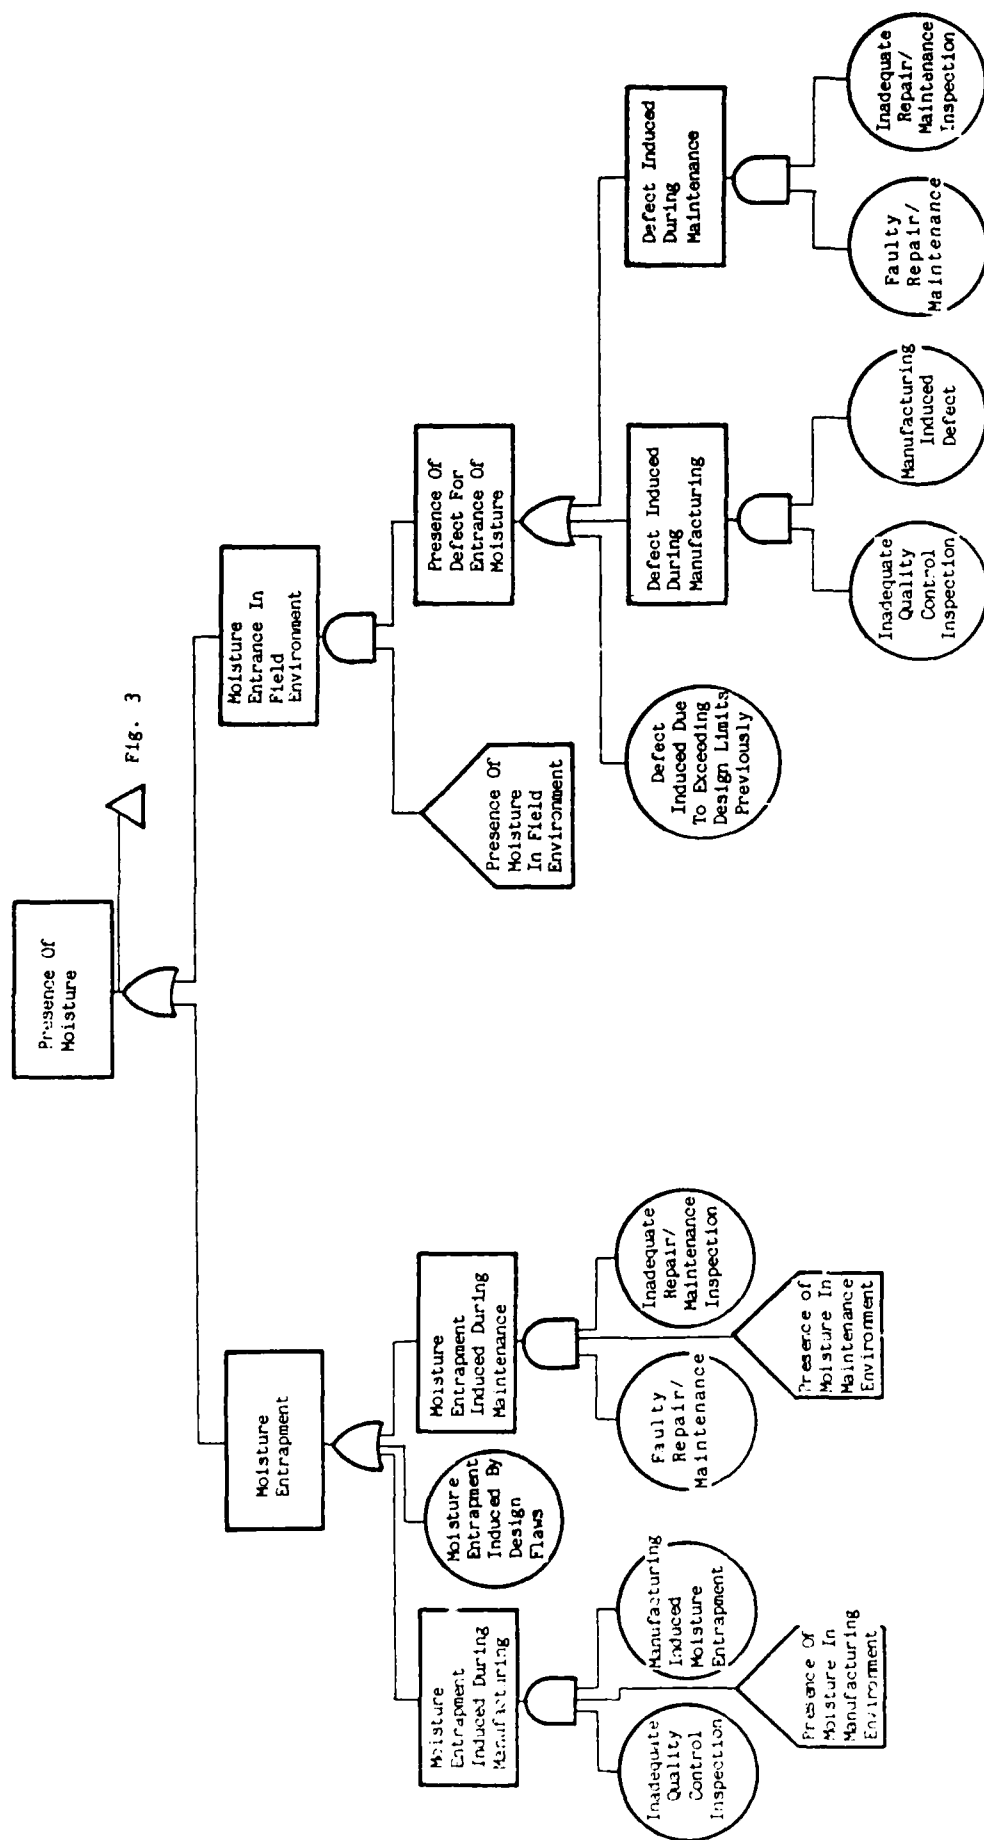 Presence Of
Moisture
Fig. 3
Moisture
Entrapment
Moisture
Entrance In
Field
Environment
Moisture
Entrapment
Induced During
Manufacturing
Moisture
Entrapment
Induced By
Design
Flaws
Moisture
Entrapment
Induced During
Maintenance
Presence Of
Moisture
In Field
Environment
Presence Of
Defect For
Entrance Of
Moisture
Inadequate
Quality
Control
Inspection
Manufacturing
Induced
Moisture
Entrapment
Presence Of
Moisture In
Manufacturing
Environment
Faulty
Repair/
Maintenance
Inadequate
Repair/
Maintenance
Inspection
Presence of
Moisture In
Maintenance
Environment
Defect
Induced Due
To Exceeding
Design Limits
Previously
Defect Induced
During
Manufacturing
Defect Induced
During
Maintenance
Inadequate
Quality
Control
Inspection
Manufacturing
Induced
Defect
Faulty
Repair/
Maintenance
Inadequate
Repair/
Maintenance
Inspection